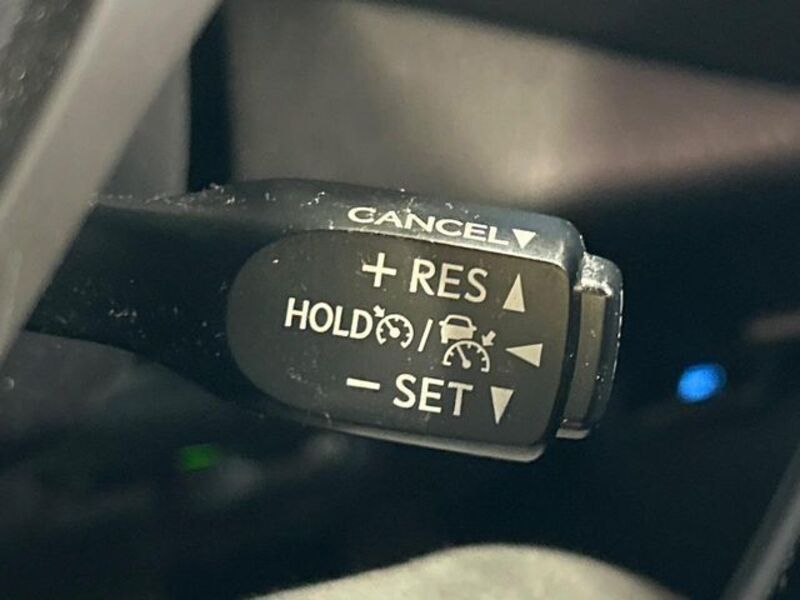 CANCEL▼
+ RES ▲
HOLD / ◀
− SET ▼